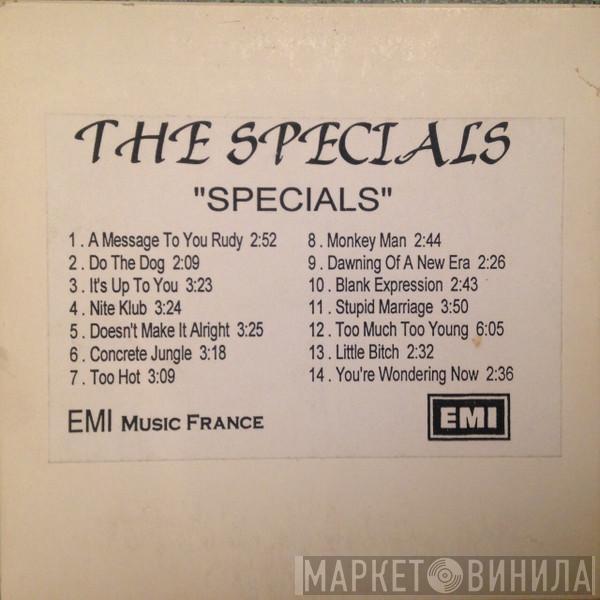 THE SPECIALS
"SPECIALS"
1 . A Message To You Rudy 2:52
2 . Do The Dog 2:09
3 . It's Up To You 3:23
4 . Nite Klub 3:24
5 . Doesn't Make It Alright 3:25
6 . Concrete Jungle 3:18
7 . Too Hot 3:09
8 . Monkey Man 2:44
9 . Dawning Of A New Era 2:26
10 . Blank Expression 2:43
11 . Stupid Marriage 3:50
12 . Too Much Too Young 6:05
13 . Little Bitch 2:32
14 . You're Wondering Now 2:36
EMI MUSIC FRANCE
EMI
МАРКЕТ ВИНИЛА